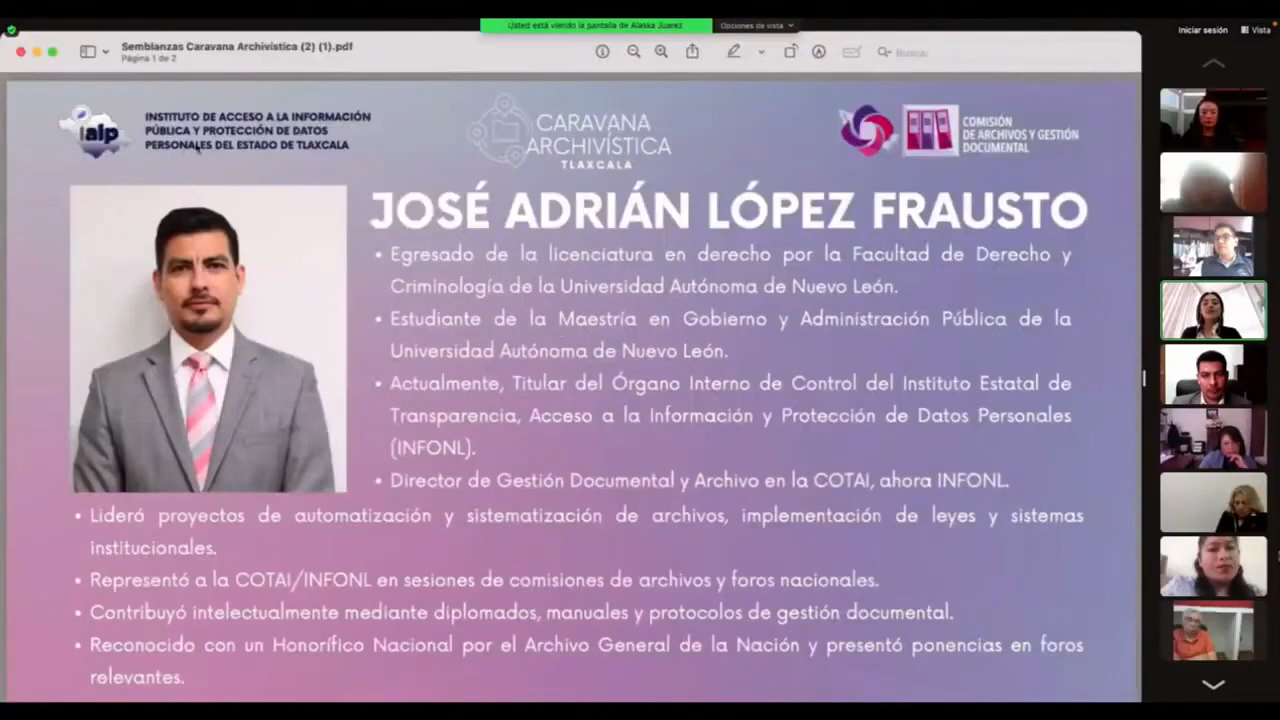 Usted está viendo la pantalla de Alaska Juarez
Opciones de vista
Iniciar sesión
Vista
Semblanzas Caravana Archivística (2) (1).pdf
Página 1 de 2
Buscar
iaip
INSTITUTO DE ACCESO A LA INFORMACIÓN
PÚBLICA Y PROTECCIÓN DE DATOS
PERSONALES DEL ESTADO DE TLAXCALA
CARAVANA
ARCHIVÍSTICA
TLAXCALA
COMISIÓN
DE ARCHIVOS Y GESTIÓN
DOCUMENTAL
JOSÉ ADRIÁN LÓPEZ FRAUSTO
• Egresado de la licenciatura en derecho por la Facultad de Derecho y
Criminología de la Universidad Autónoma de Nuevo León.
• Estudiante de la Maestría en Gobierno y Administración Pública de la
Universidad Autónoma de Nuevo León.
• Actualmente, Titular del Órgano Interno de Control del Instituto Estatal de
Transparencia, Acceso a la Información y Protección de Datos Personales
(INFONL).
• Director de Gestión Documental y Archivo en la COTAI, ahora INFONL.
• Lideró proyectos de automatización y sistematización de archivos, implementación de leyes y sistemas
institucionales.
• Representó a la COTAI/INFONL en sesiones de comisiones de archivos y foros nacionales.
• Contribuyó intelectualmente mediante diplomados, manuales y protocolos de gestión documental.
• Reconocido con un Honorífico Nacional por el Archivo General de la Nación y presentó ponencias en foros
relevantes.